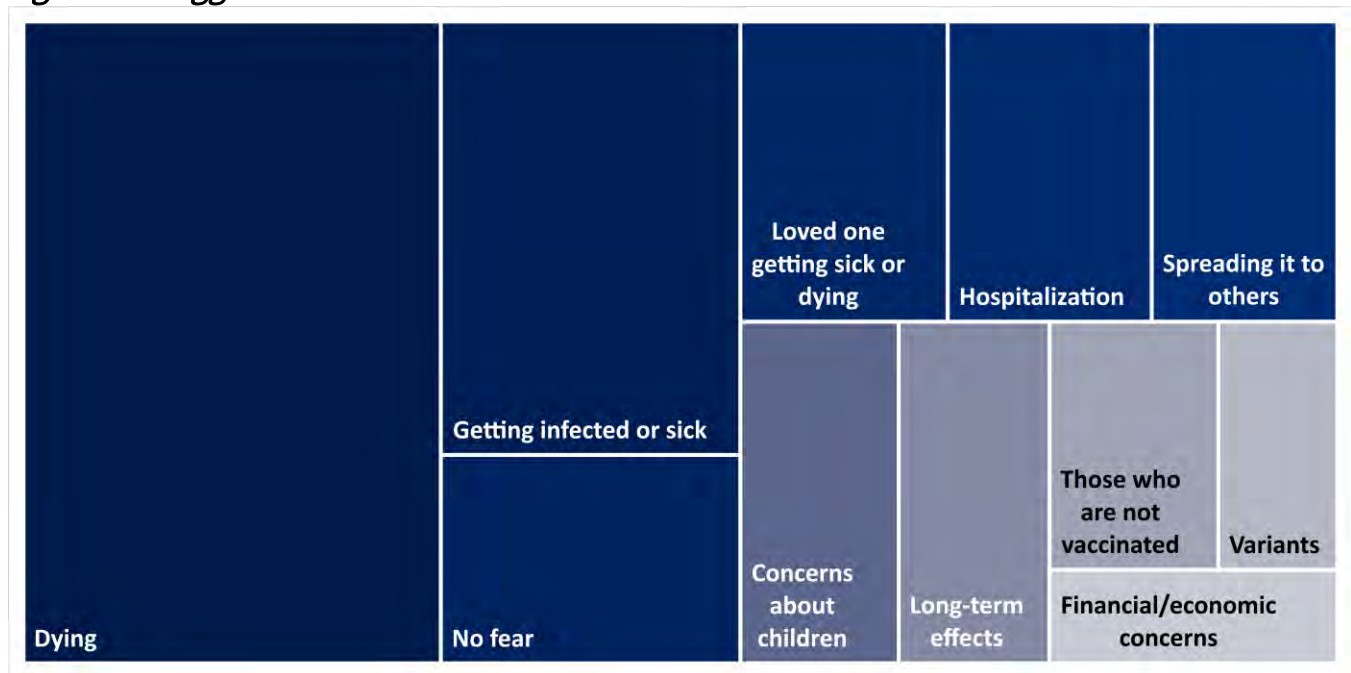 Dying
Getting infected or sick
No fear
Loved one
getting sick or
dying
Hospitalization
Spreading it to
others
Concerns
about
children
Long-term
effects
Those who
are not
vaccinated
Variants
Financial/economic
concerns